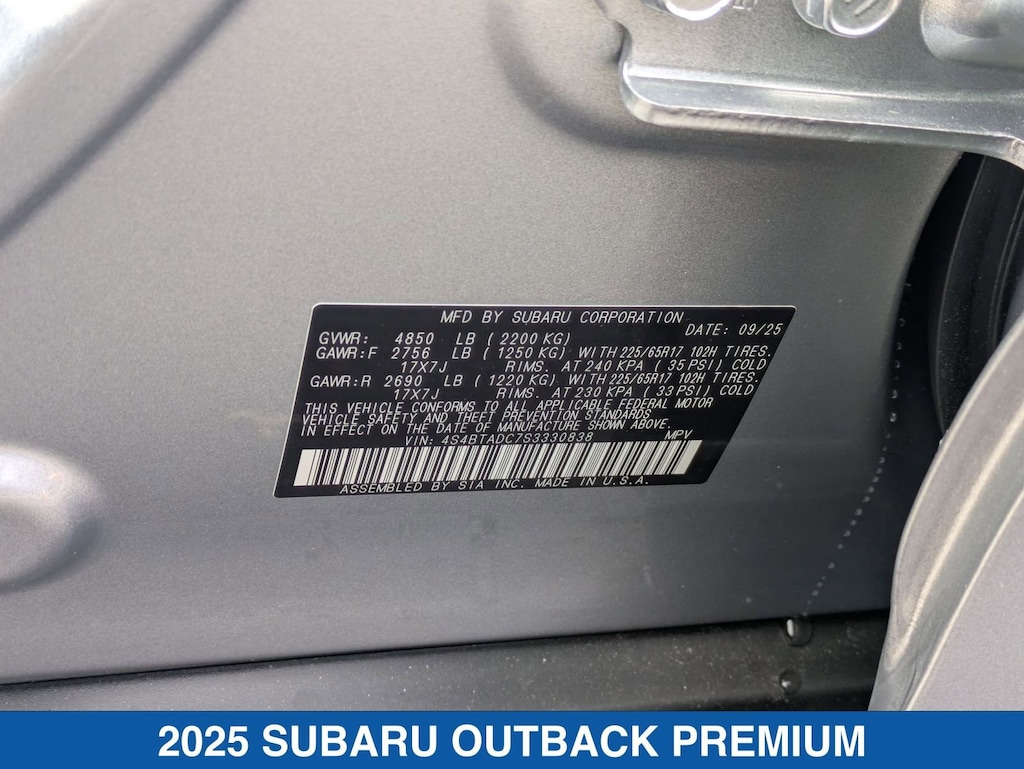 MFD BY SUBARU CORPORATION
GVWR: 4850 LB (2200 KG) DATE: 09/25
GAWR:F 2756 LB (1250 KG) WITH 225/65R17 102H TIRES.
17X7J RIMS. AT 240 KPA (35 PSI) COLD
GAWR:R 2690 LB (1220 KG) WITH 225/65R17 102H TIRES.
17X7J RIMS. AT 230 KPA (33 PSI) COLD
THIS VEHICLE CONFORMS TO ALL APPLICABLE FEDERAL MOTOR
VEHICLE SAFETY AND THEFT PREVENTION STANDARDS
IN EFFECT ON THE DATE OF MANUFACTURE SHOWN ABOVE.
VIN: 4S4BTADC7S3330838 MPV
ASSEMBLED BY SIA INC. MADE IN U.S.A.
2025 SUBARU OUTBACK PREMIUM